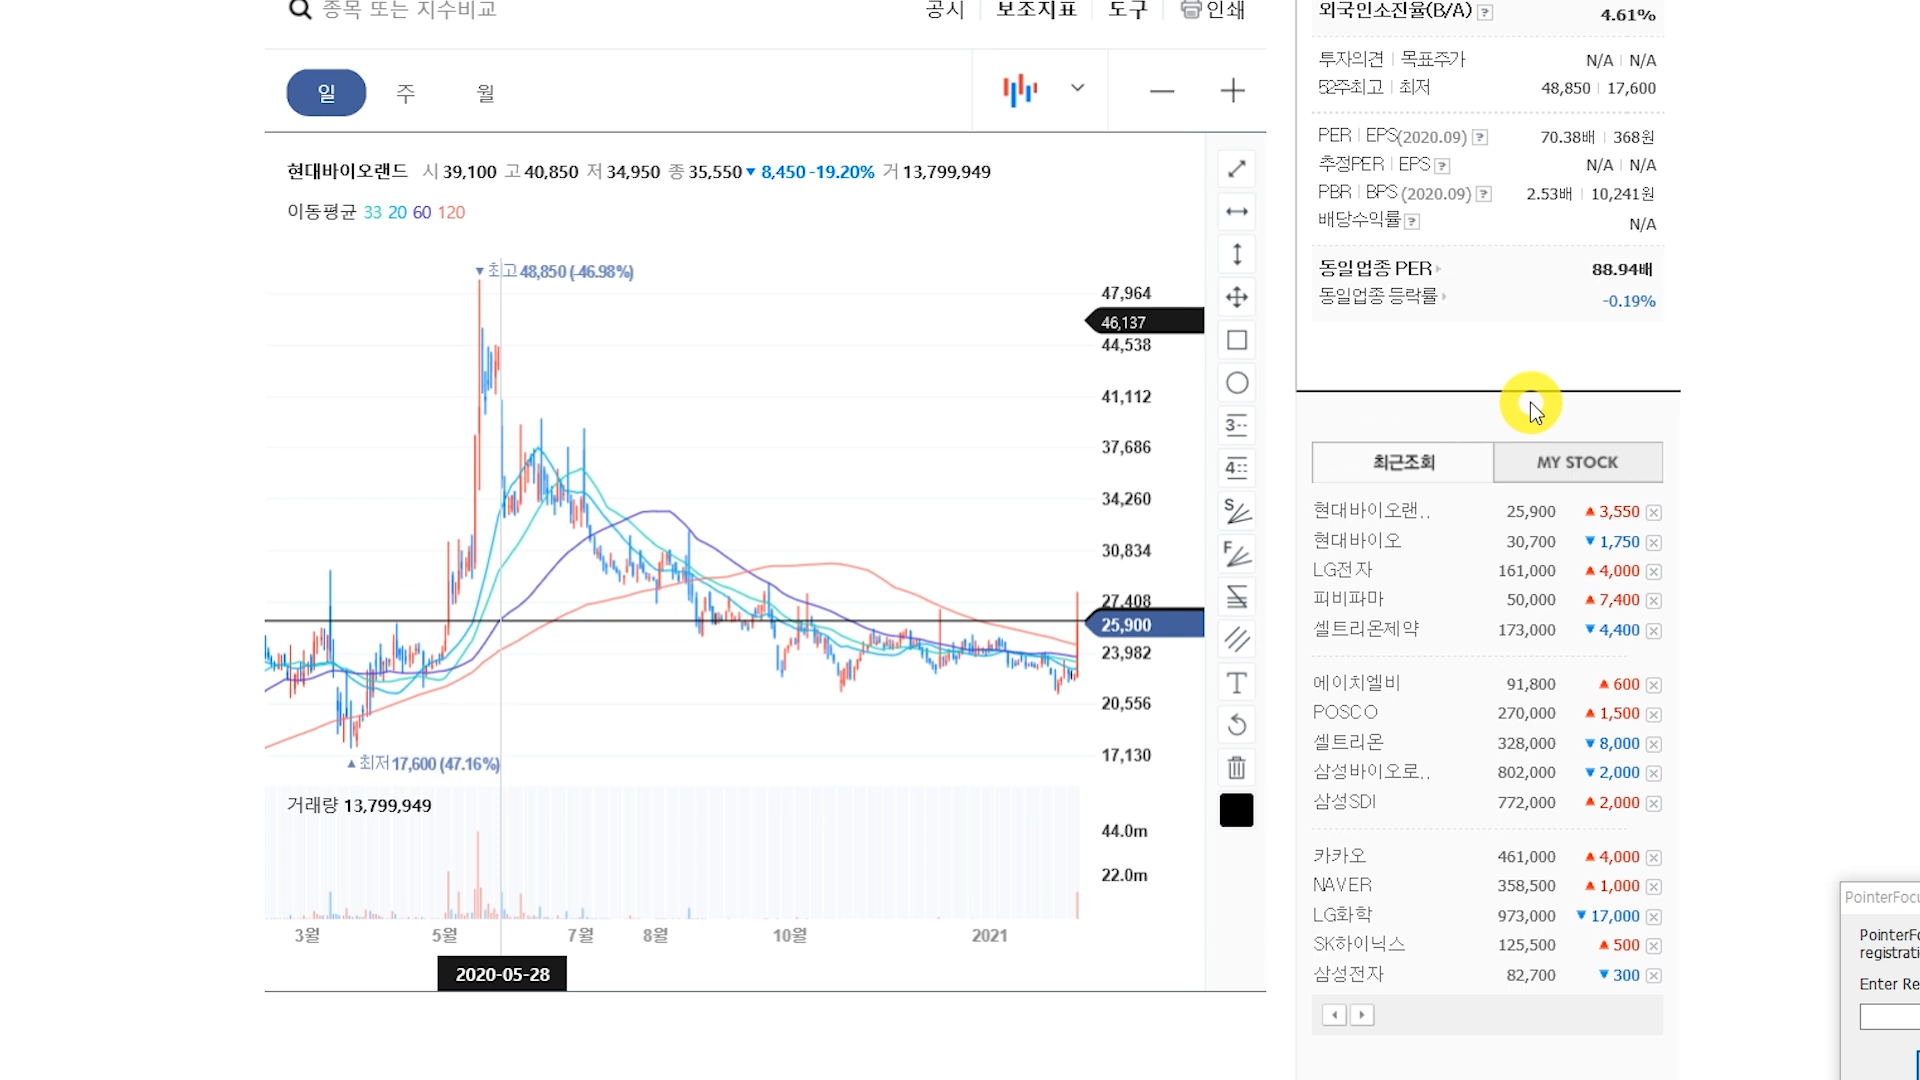 종목 또는 지수비교
공시 보조지표 도구 인쇄
일 주 월
현대바이오랜드 시 39,100 고 40,850 저 34,950 종 35,550 ▼ 8,450 -19.20% 거 13,799,949
이동평균 33 20 60 120
▼ 최고 48,850 (-46.98%)
47,964
46,137
44,538
41,112
37,686
34,260
30,834
27,408
25,900
23,982
20,556
17,130
▲ 최저 17,600 (47.16%)
거래량 13,799,949
44.0m
22.0m
3월 5월 7월 8월 10월 2021
2020-05-28
3
4
S
F
T
외국인소진율(B/A) ? 4.61%
투자의견 | 목표주가 N/A | N/A
52주최고 | 최저 48,850 | 17,600
PER | EPS(2020.09) ? 70.38배 | 368원
추정PER | EPS ? N/A | N/A
PBR | BPS (2020.09) ? 2.53배 | 10,241원
배당수익률 ? N/A
동일업종 PER 88.94배
동일업종 등락률 -0.19%
최근조회 MY STOCK
현대바이오랜.. 25,900 ▲ 3,550
현대바이오 30,700 ▼ 1,750
LG전자 161,000 ▲ 4,000
피비파마 50,000 ▲ 7,400
셀트리온제약 173,000 ▼ 4,400
에이치엘비 91,800 ▲ 600
POSCO 270,000 ▲ 1,500
셀트리온 328,000 ▼ 8,000
삼성바이오로.. 802,000 ▼ 2,000
삼성SDI 772,000 ▲ 2,000
카카오 461,000 ▲ 4,000
NAVER 358,500 ▲ 1,000
LG화학 973,000 ▼ 17,000
SK하이닉스 125,500 ▲ 500
삼성전자 82,700 ▼ 300
PointerFocu
PointerFo
registrati
Enter Re